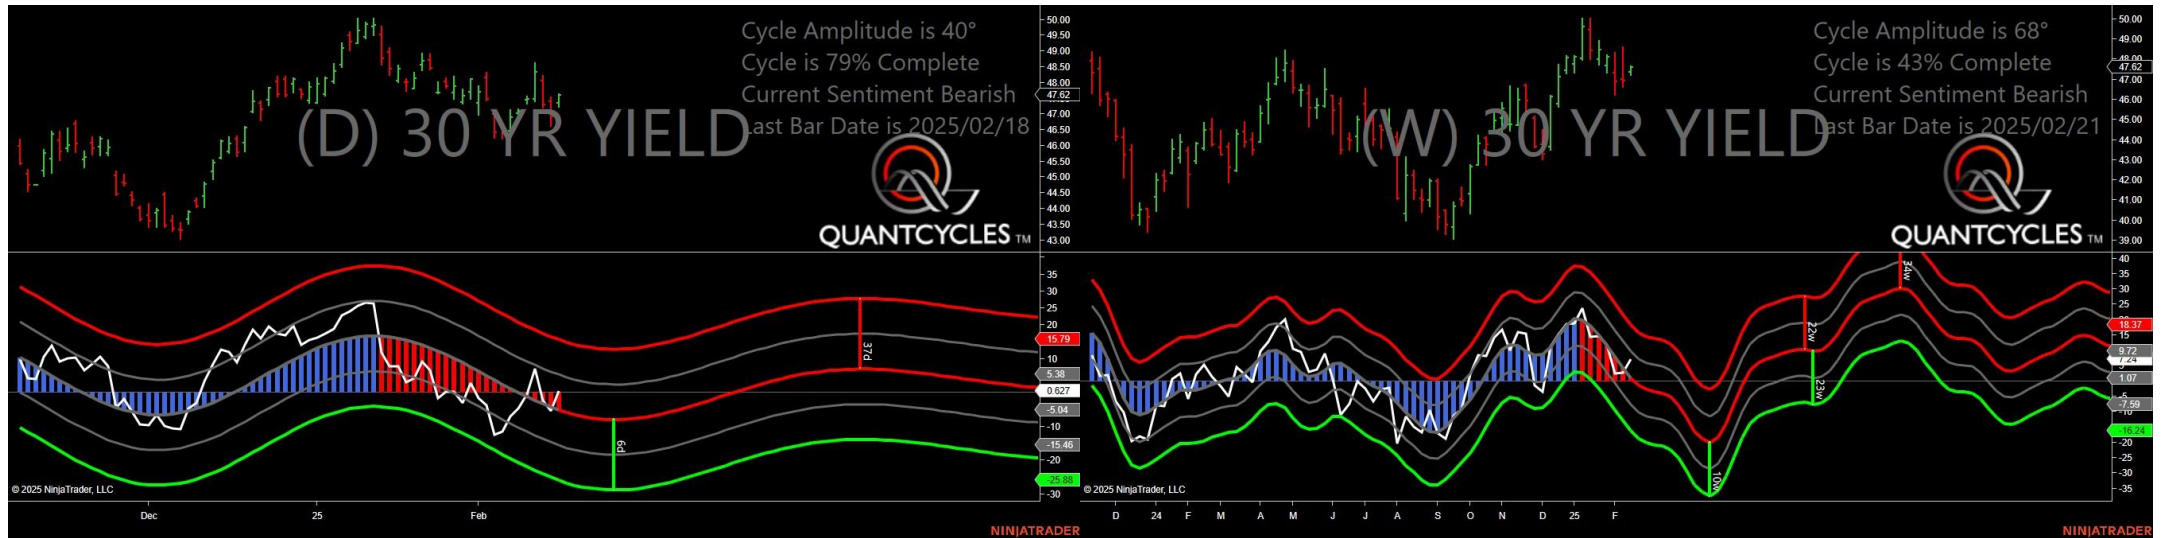 Cycle Amplitude is 40°
Cycle is 79% Complete
Current Sentiment Bearish
Last Bar Date is 2025/02/18
(D) 30 YR YIELD
QUANTCYCLES TM
50.00
49.50
49.00
48.50
48.00
47.62
47.00
46.50
46.00
45.50
45.00
44.50
44.00
43.50
43.00
35
30
25
20
15.79
10
5.38
0.627
-5.04
-10
-15.46
-20
-25.88
-30
37d
6d
© 2025 NinjaTrader, LLC
Dec
25
Feb
NINJATRADER
Cycle Amplitude is 68°
Cycle is 43% Complete
Current Sentiment Bearish
Last Bar Date is 2025/02/21
(W) 30 YR YIELD
QUANTCYCLES TM
50.00
49.00
48.00
47.62
47.00
46.00
45.00
44.00
43.00
42.00
41.00
40.00
39.00
40
35
30
25
18.37
15
9.72
7.24
1.07
-7.59
-16.24
-20
-25
-30
-35
34w
22w
23w
10w
© 2025 NinjaTrader, LLC
D
24
F
M
A
M
J
J
A
S
O
N
D
25
F
NINJATRADER